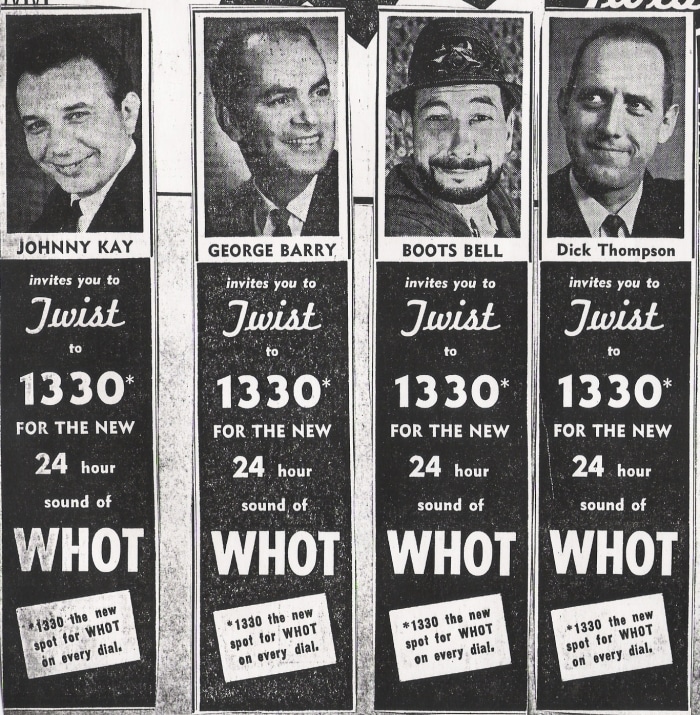 JOHNNY KAY
invites you to
Twist
to
1330*
FOR THE NEW
24 hour
sound of
WHOT
*1330 the new
spot for WHOT
on every dial.
GEORGE BARRY
invites you to
Twist
to
1330*
FOR THE NEW
24 hour
sound of
WHOT
*1330 the new
spot for WHOT
on every dial.
BOOTS BELL
invites you to
Twist
to
1330*
FOR THE NEW
24 hour
sound of
WHOT
*1330 the new
spot for WHOT
on every dial.
Dick Thompson
invites you to
Twist
to
1330*
FOR THE NEW
24 hour
sound of
WHOT
*1330 the new
spot for WHOT
on every dial.